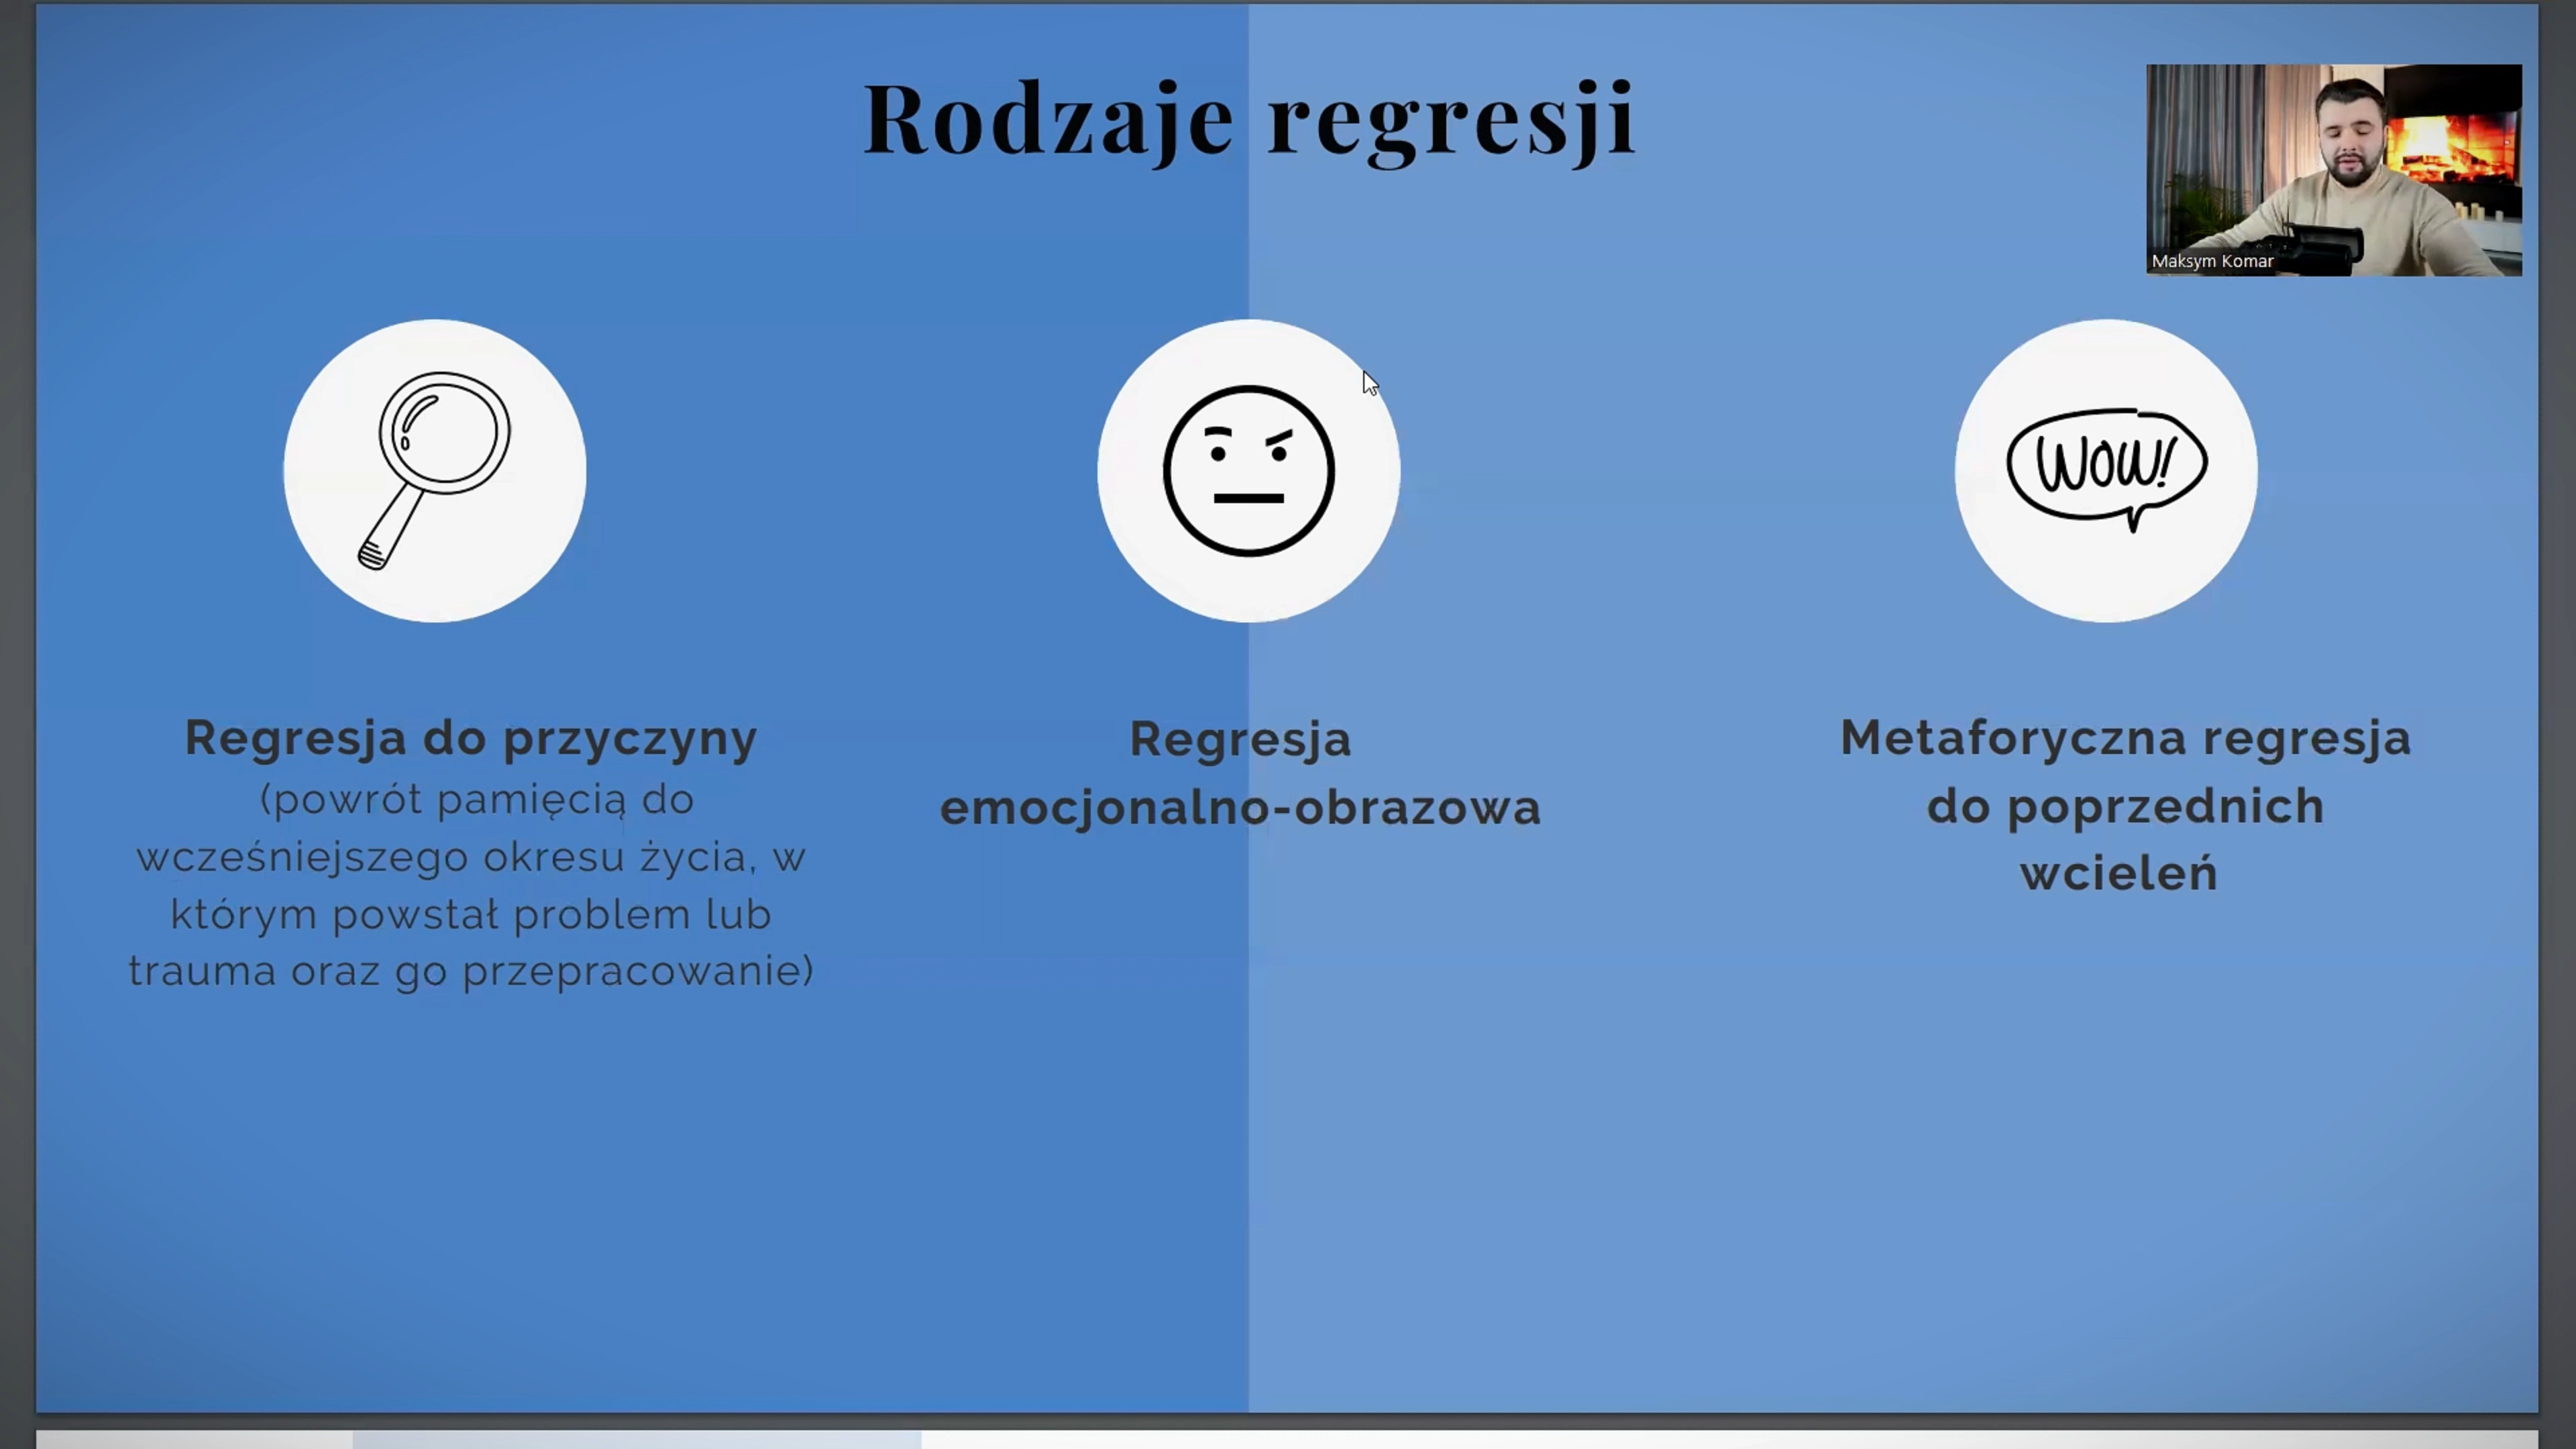 Rodzaje regresji
Maksym Komar
WOW!
Regresja do przyczyny
(powrót pamięcią do
wcześniejszego okresu życia, w
którym powstał problem lub
trauma oraz go przepracowanie)
Regresja
emocjonalno-obrazowa
Metaforyczna regresja
do poprzednich
wcieleń